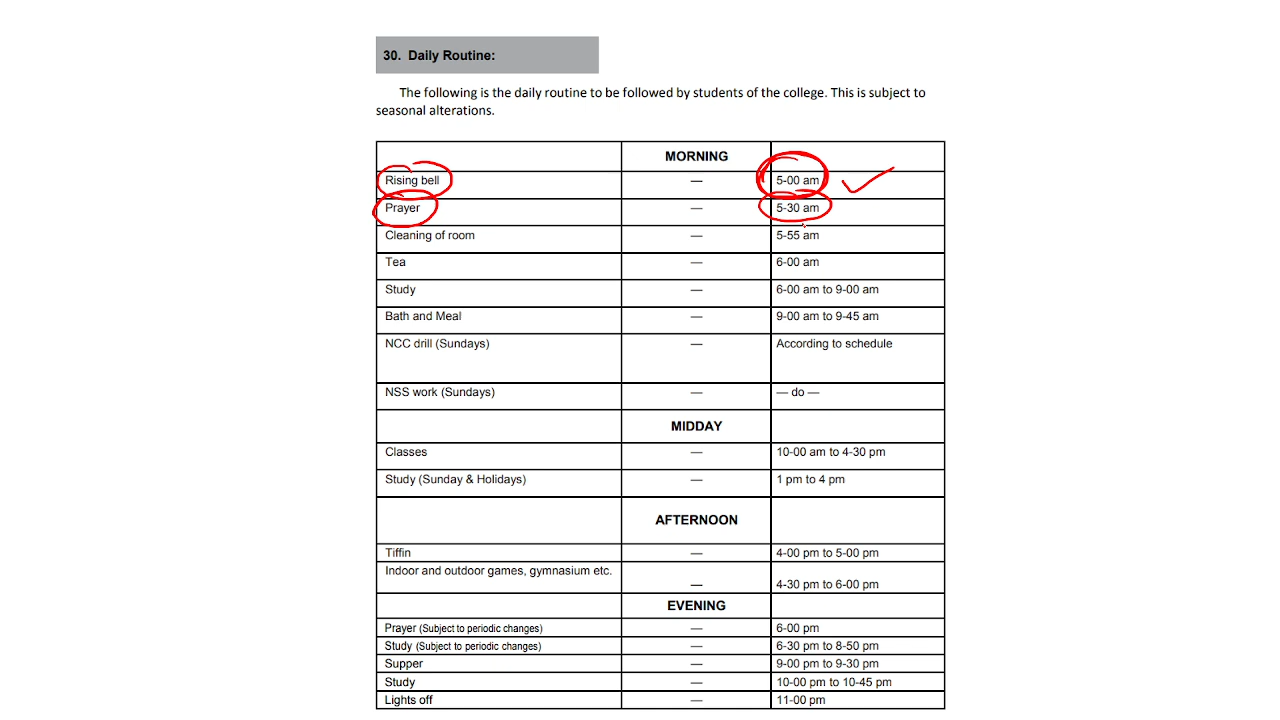 30. Daily Routine:
The following is the daily routine to be followed by students of the college. This is subject to
seasonal alterations.
MORNING
Rising bell — 5-00 am
Prayer — 5-30 am
Cleaning of room — 5-55 am
Tea — 6-00 am
Study — 6-00 am to 9-00 am
Bath and Meal — 9-00 am to 9-45 am
NCC drill (Sundays) — According to schedule
NSS work (Sundays) — — do —
MIDDAY
Classes — 10-00 am to 4-30 pm
Study (Sunday & Holidays) — 1 pm to 4 pm
AFTERNOON
Tiffin — 4-00 pm to 5-00 pm
Indoor and outdoor games, gymnasium etc. — 4-30 pm to 6-00 pm
EVENING
Prayer (Subject to periodic changes) — 6-00 pm
Study (Subject to periodic changes) — 6-30 pm to 8-50 pm
Supper — 9-00 pm to 9-30 pm
Study — 10-00 pm to 10-45 pm
Lights off — 11-00 pm